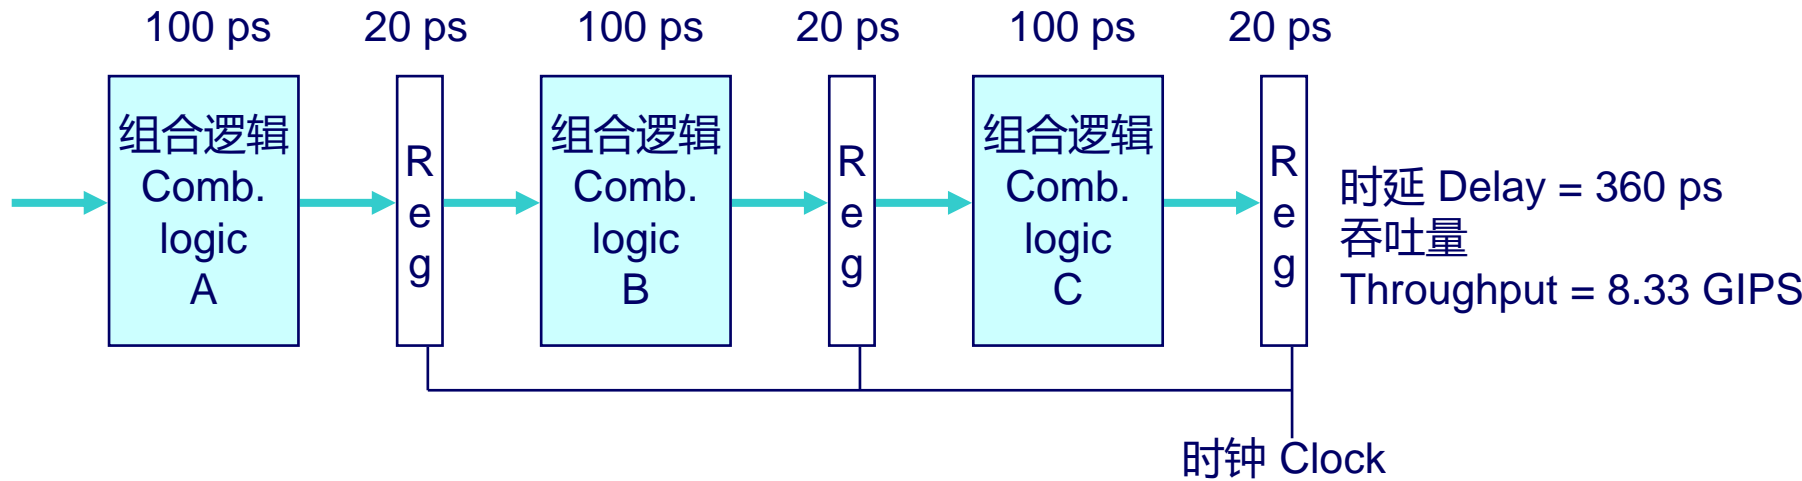 100 ps
20 ps
100 ps
20 ps
100 ps
20 ps
组合逻辑
Comb.
logic
A
R
e
g
组合逻辑
Comb.
logic
B
R
e
g
组合逻辑
Comb.
logic
C
R
e
g
时延 Delay = 360 ps
吞吐量
Throughput = 8.33 GIPS
时钟 Clock